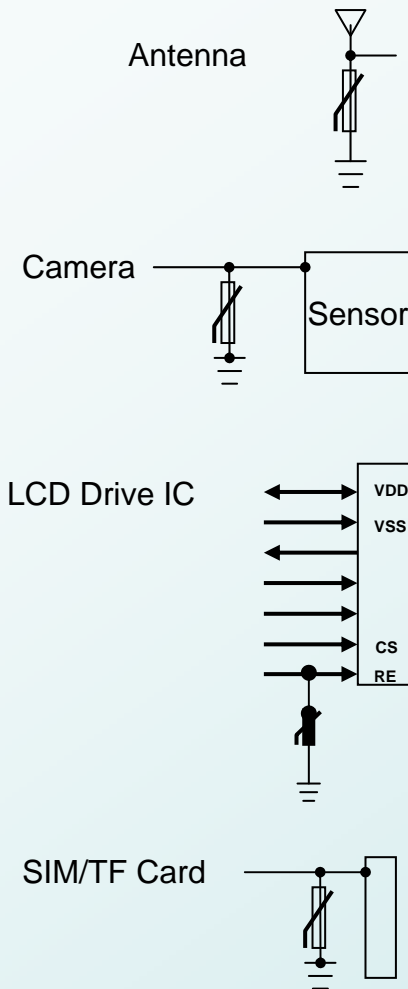 Antenna
Camera
Sensor
LCD Drive IC
VDD
VSS
CS
RE
SIM/TF Card